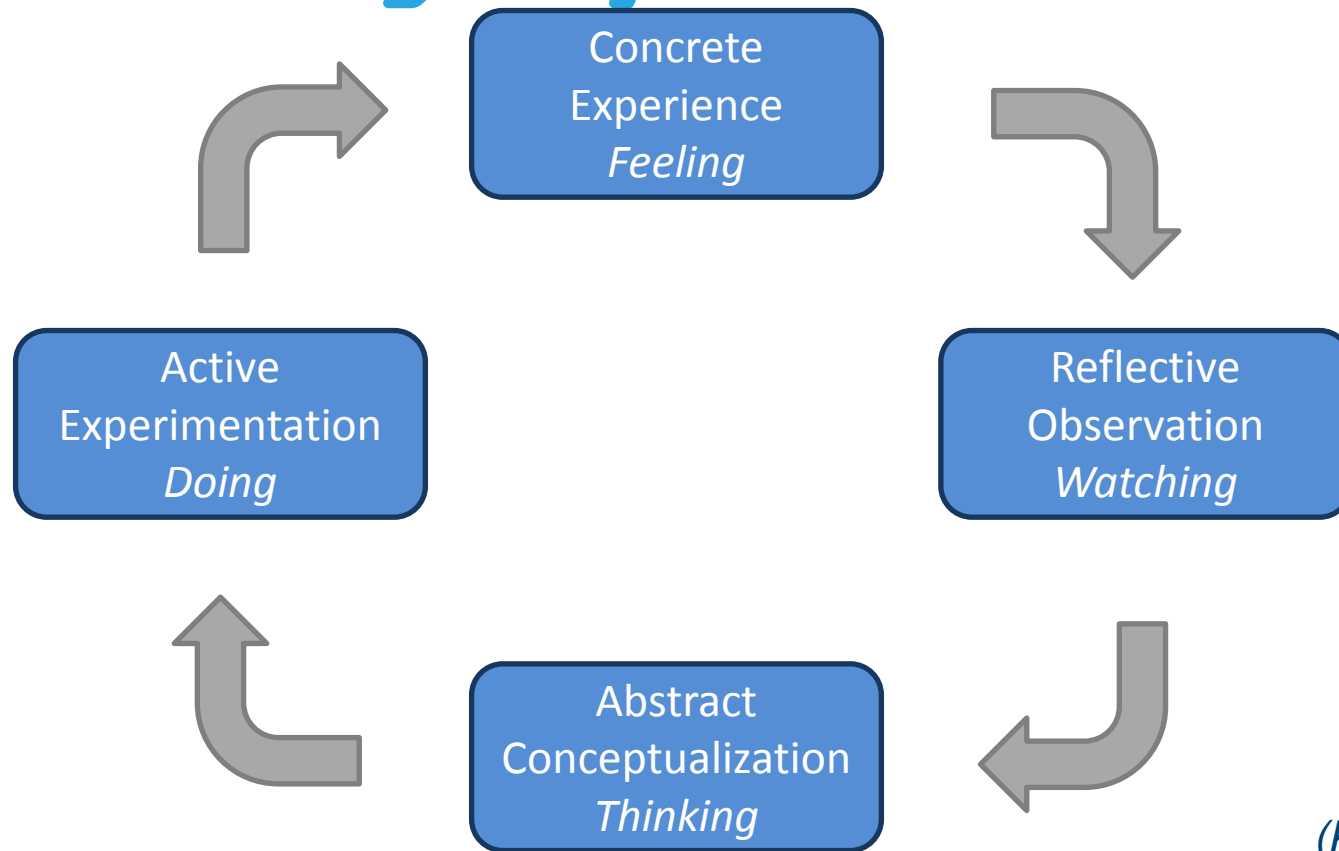 Concrete
Experience
Feeling
Reflective
Observation
Watching
Abstract
Conceptualization
Thinking
Active
Experimentation
Doing